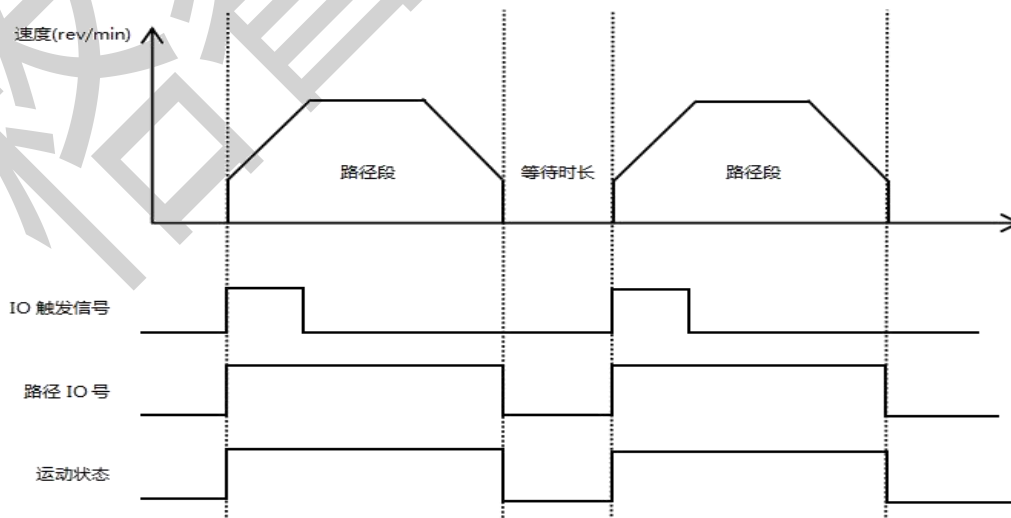 速度(rev/min)
路径段
等待时长
路径段
IO 触发信号
路径 IO 号
运动状态